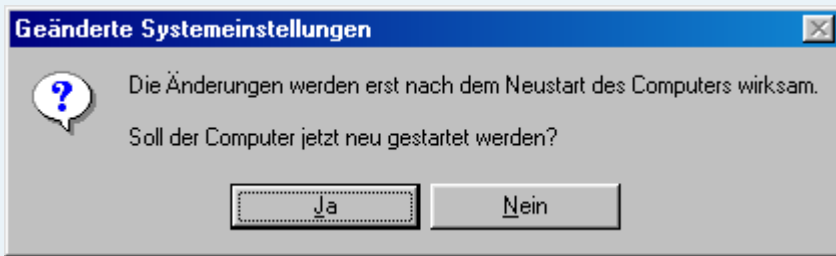 Geänderte Systemeinstellungen
Die Änderungen werden erst nach dem Neustart des Computers wirksam.
Soll der Computer jetzt neu gestartet werden?
Ja Nein